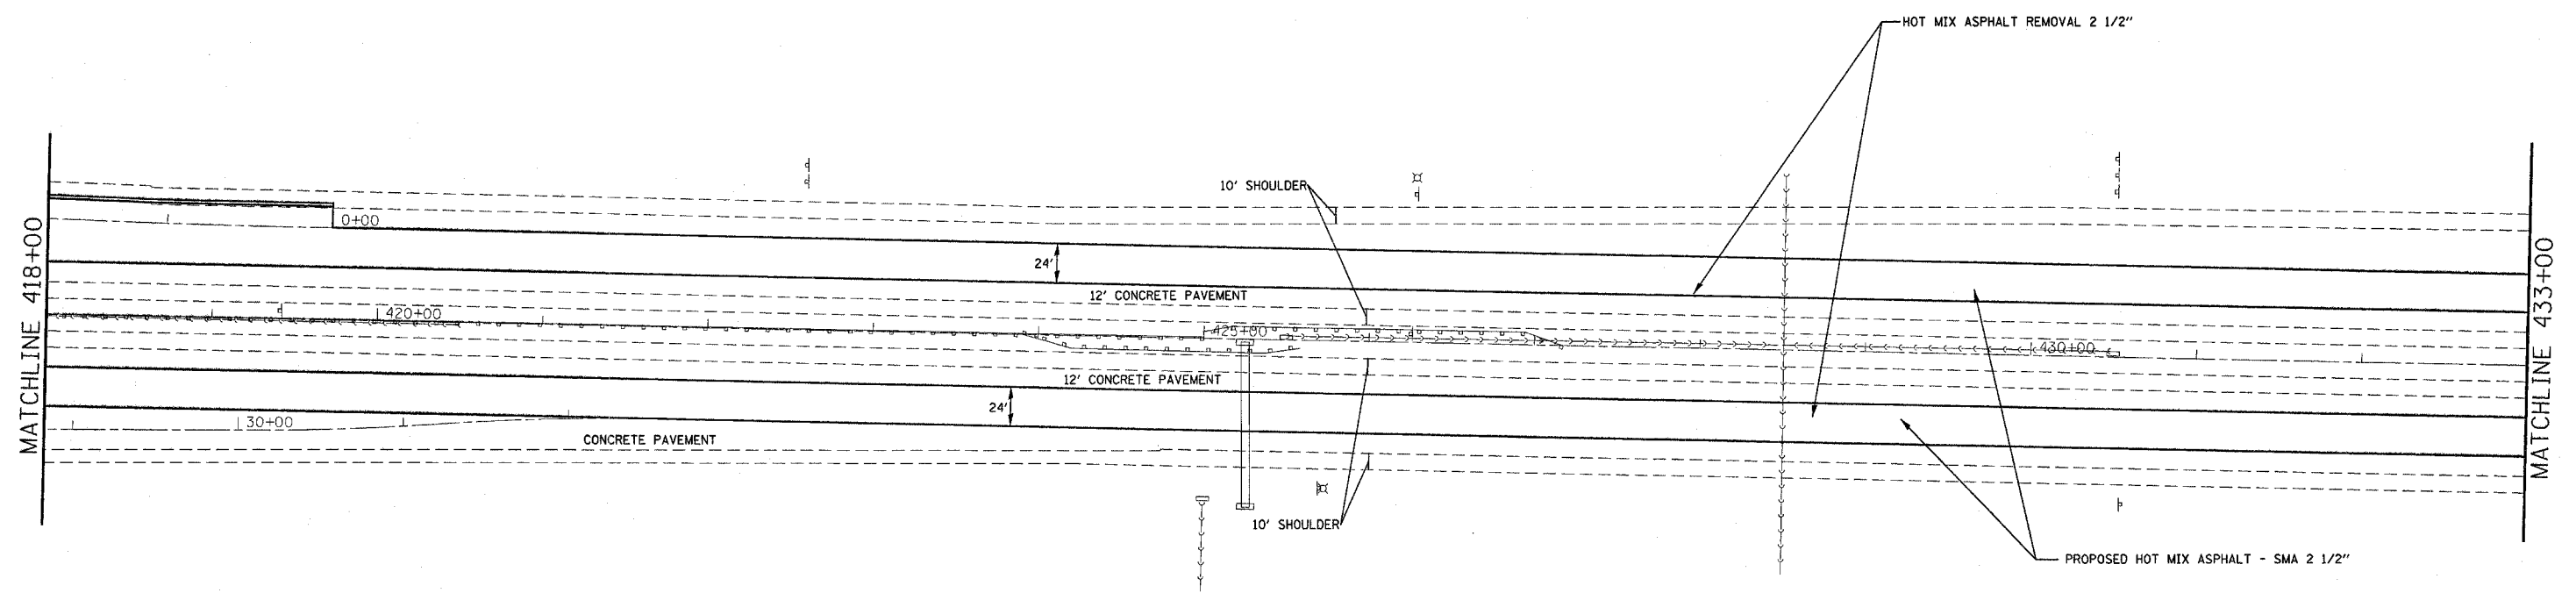 HOT MIX ASPHALT REMOVAL 2 1/2"
10' SHOULDER
0+00
MATCHLINE 418+00
MATCHLINE 433+00
24'
12' CONCRETE PAVEMENT
420+00
425+00
430+00
12' CONCRETE PAVEMENT
24'
30+00
CONCRETE PAVEMENT
10' SHOULDER
PROPOSED HOT MIX ASPHALT - SMA 2 1/2"